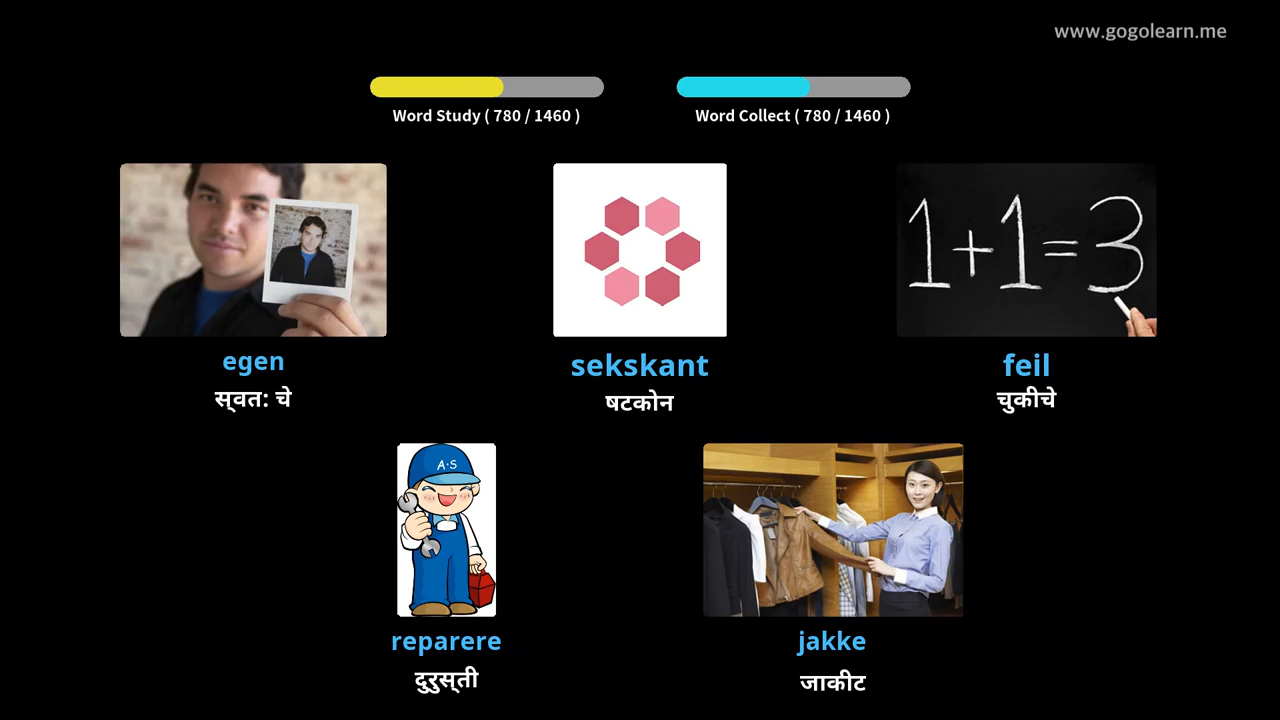 www.gogolearn.me
Word Study ( 780 / 1460 )
Word Collect ( 780 / 1460 )
1+1=3
egen
sekskant
feil
स्वत: चे
षटकोन
चुकीचे
A·S
reparere
jakke
दुरुस्ती
जाकीट